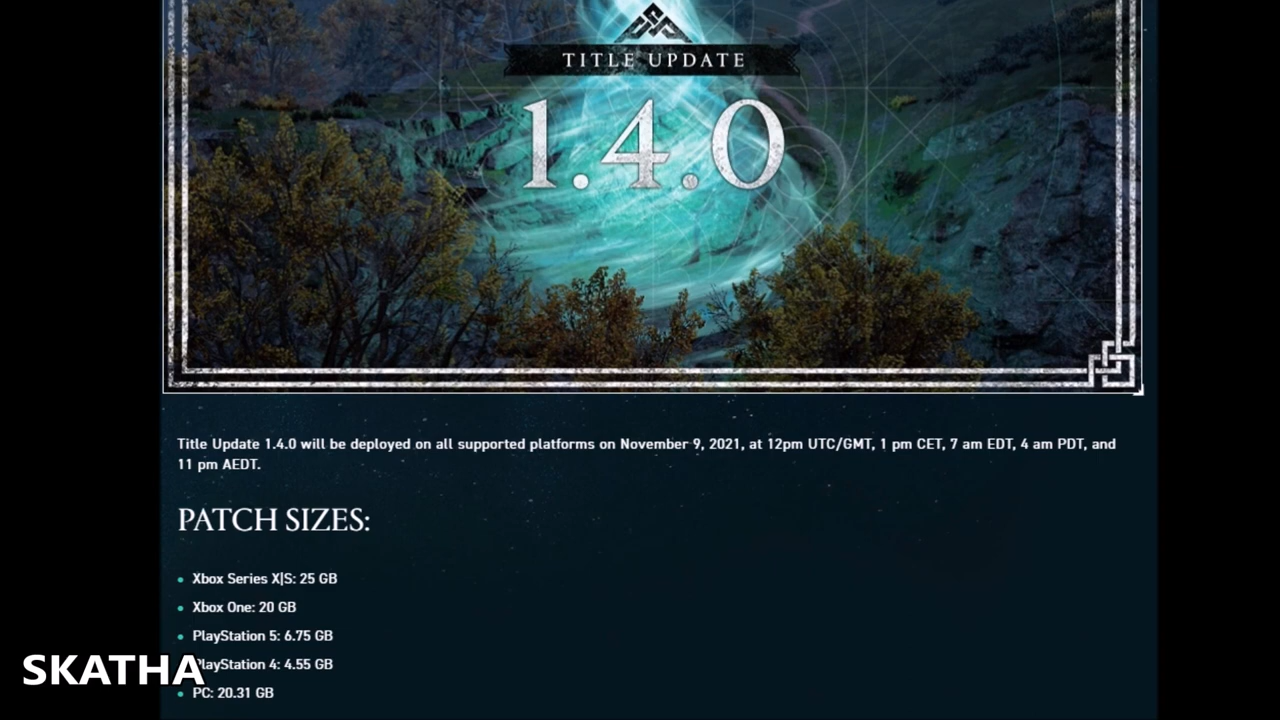 TITLE UPDATE
1.4.0
Title Update 1.4.0 will be deployed on all supported platforms on November 9, 2021, at 12pm UTC/GMT, 1 pm CET, 7 am EDT, 4 am PDT, and
11 pm AEDT.
PATCH SIZES:
Xbox Series X|S: 25 GB
Xbox One: 20 GB
PlayStation 5: 6.75 GB
PlayStation 4: 4.55 GB
PC: 20.31 GB
SKATHA